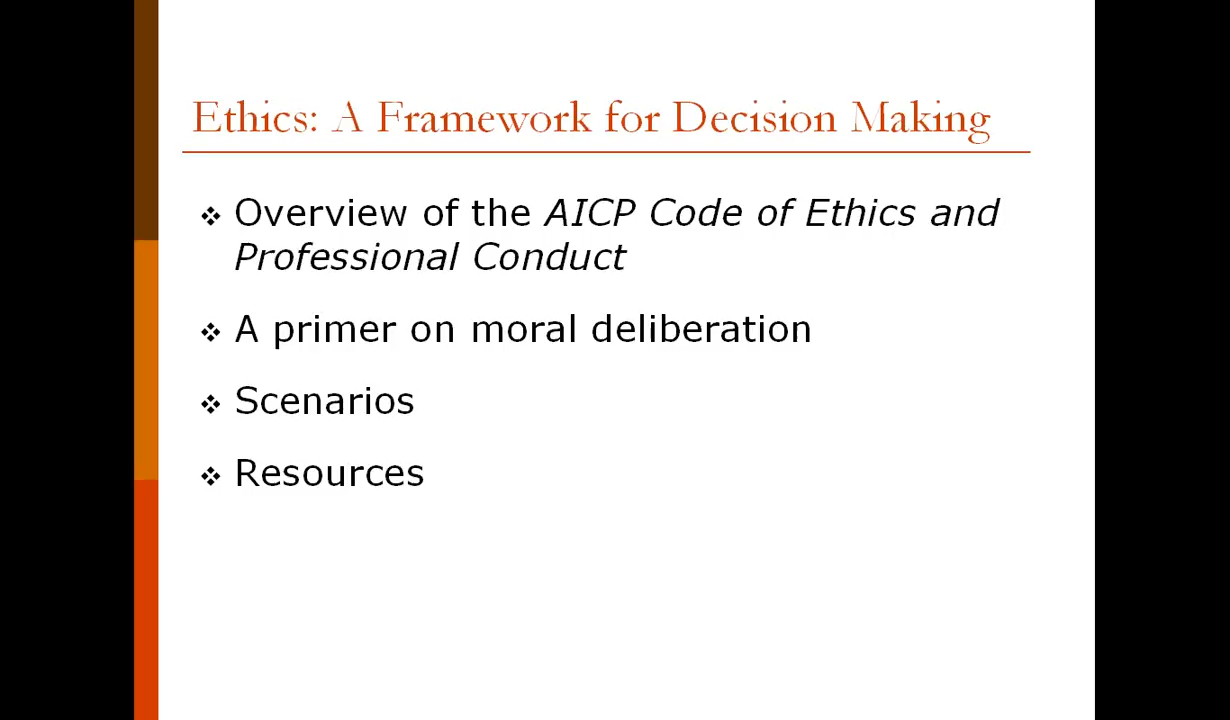 Ethics: A Framework for Decision Making
❖ Overview of the AICP Code of Ethics and
Professional Conduct
❖ A primer on moral deliberation
❖ Scenarios
❖ Resources